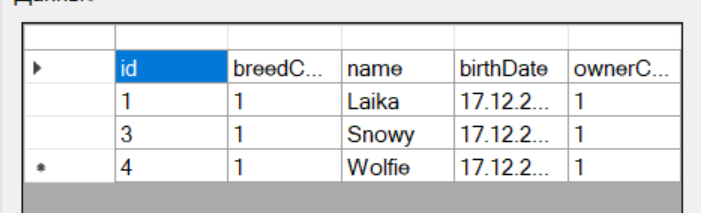 id breedC... name birthDate ownerC...
1 1 Laika 17.12.2... 1
3 1 Snowy 17.12.2... 1
4 1 Wolfie 17.12.2... 1